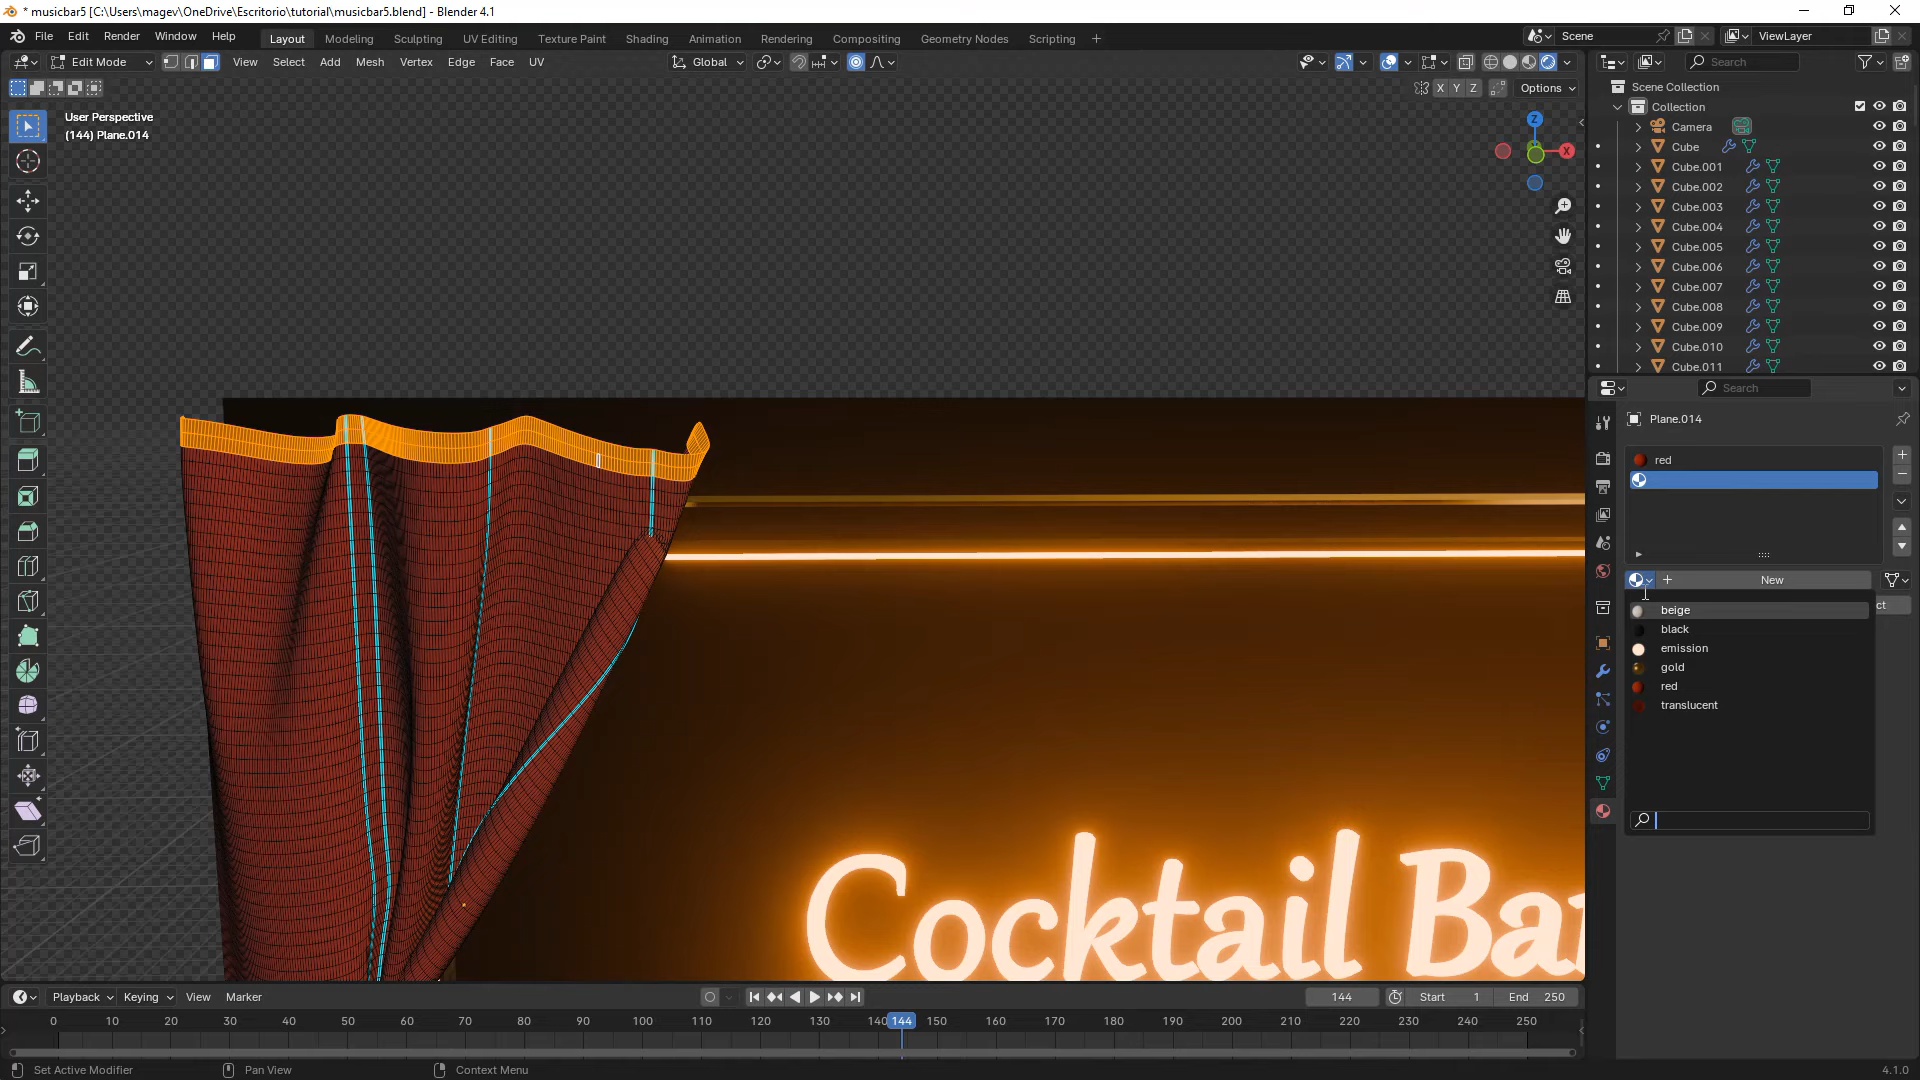 * musicbar5 [C:\Users\magev\OneDrive\Escritorio\tutorial\musicbar5.blend] - Blender 4.1
File Edit Render Window Help
Layout Modeling Sculpting UV Editing Texture Paint Shading Animation Rendering Compositing Geometry Nodes Scripting +
Scene
ViewLayer
Edit Mode View Select Add Mesh Vertex Edge Face UV
Global
Search
X Y Z Options
User Perspective
(144) Plane.014
Z
X
Scene Collection
Collection
Camera
Cube
Cube.001
Cube.002
Cube.003
Cube.004
Cube.005
Cube.006
Cube.007
Cube.008
Cube.009
Cube.010
Cube.011
Search
Plane.014
red
New
ct
beige
black
emission
gold
red
translucent
Cocktail Bar
Playback Keying View Marker
144
Start 1 End 250
0 10 20 30 40 50 60 70 80 90 100 110 120 130 140 144 150 160 170 180 190 200 210 220 230 240 250
Set Active Modifier Pan View Context Menu
4.1.0